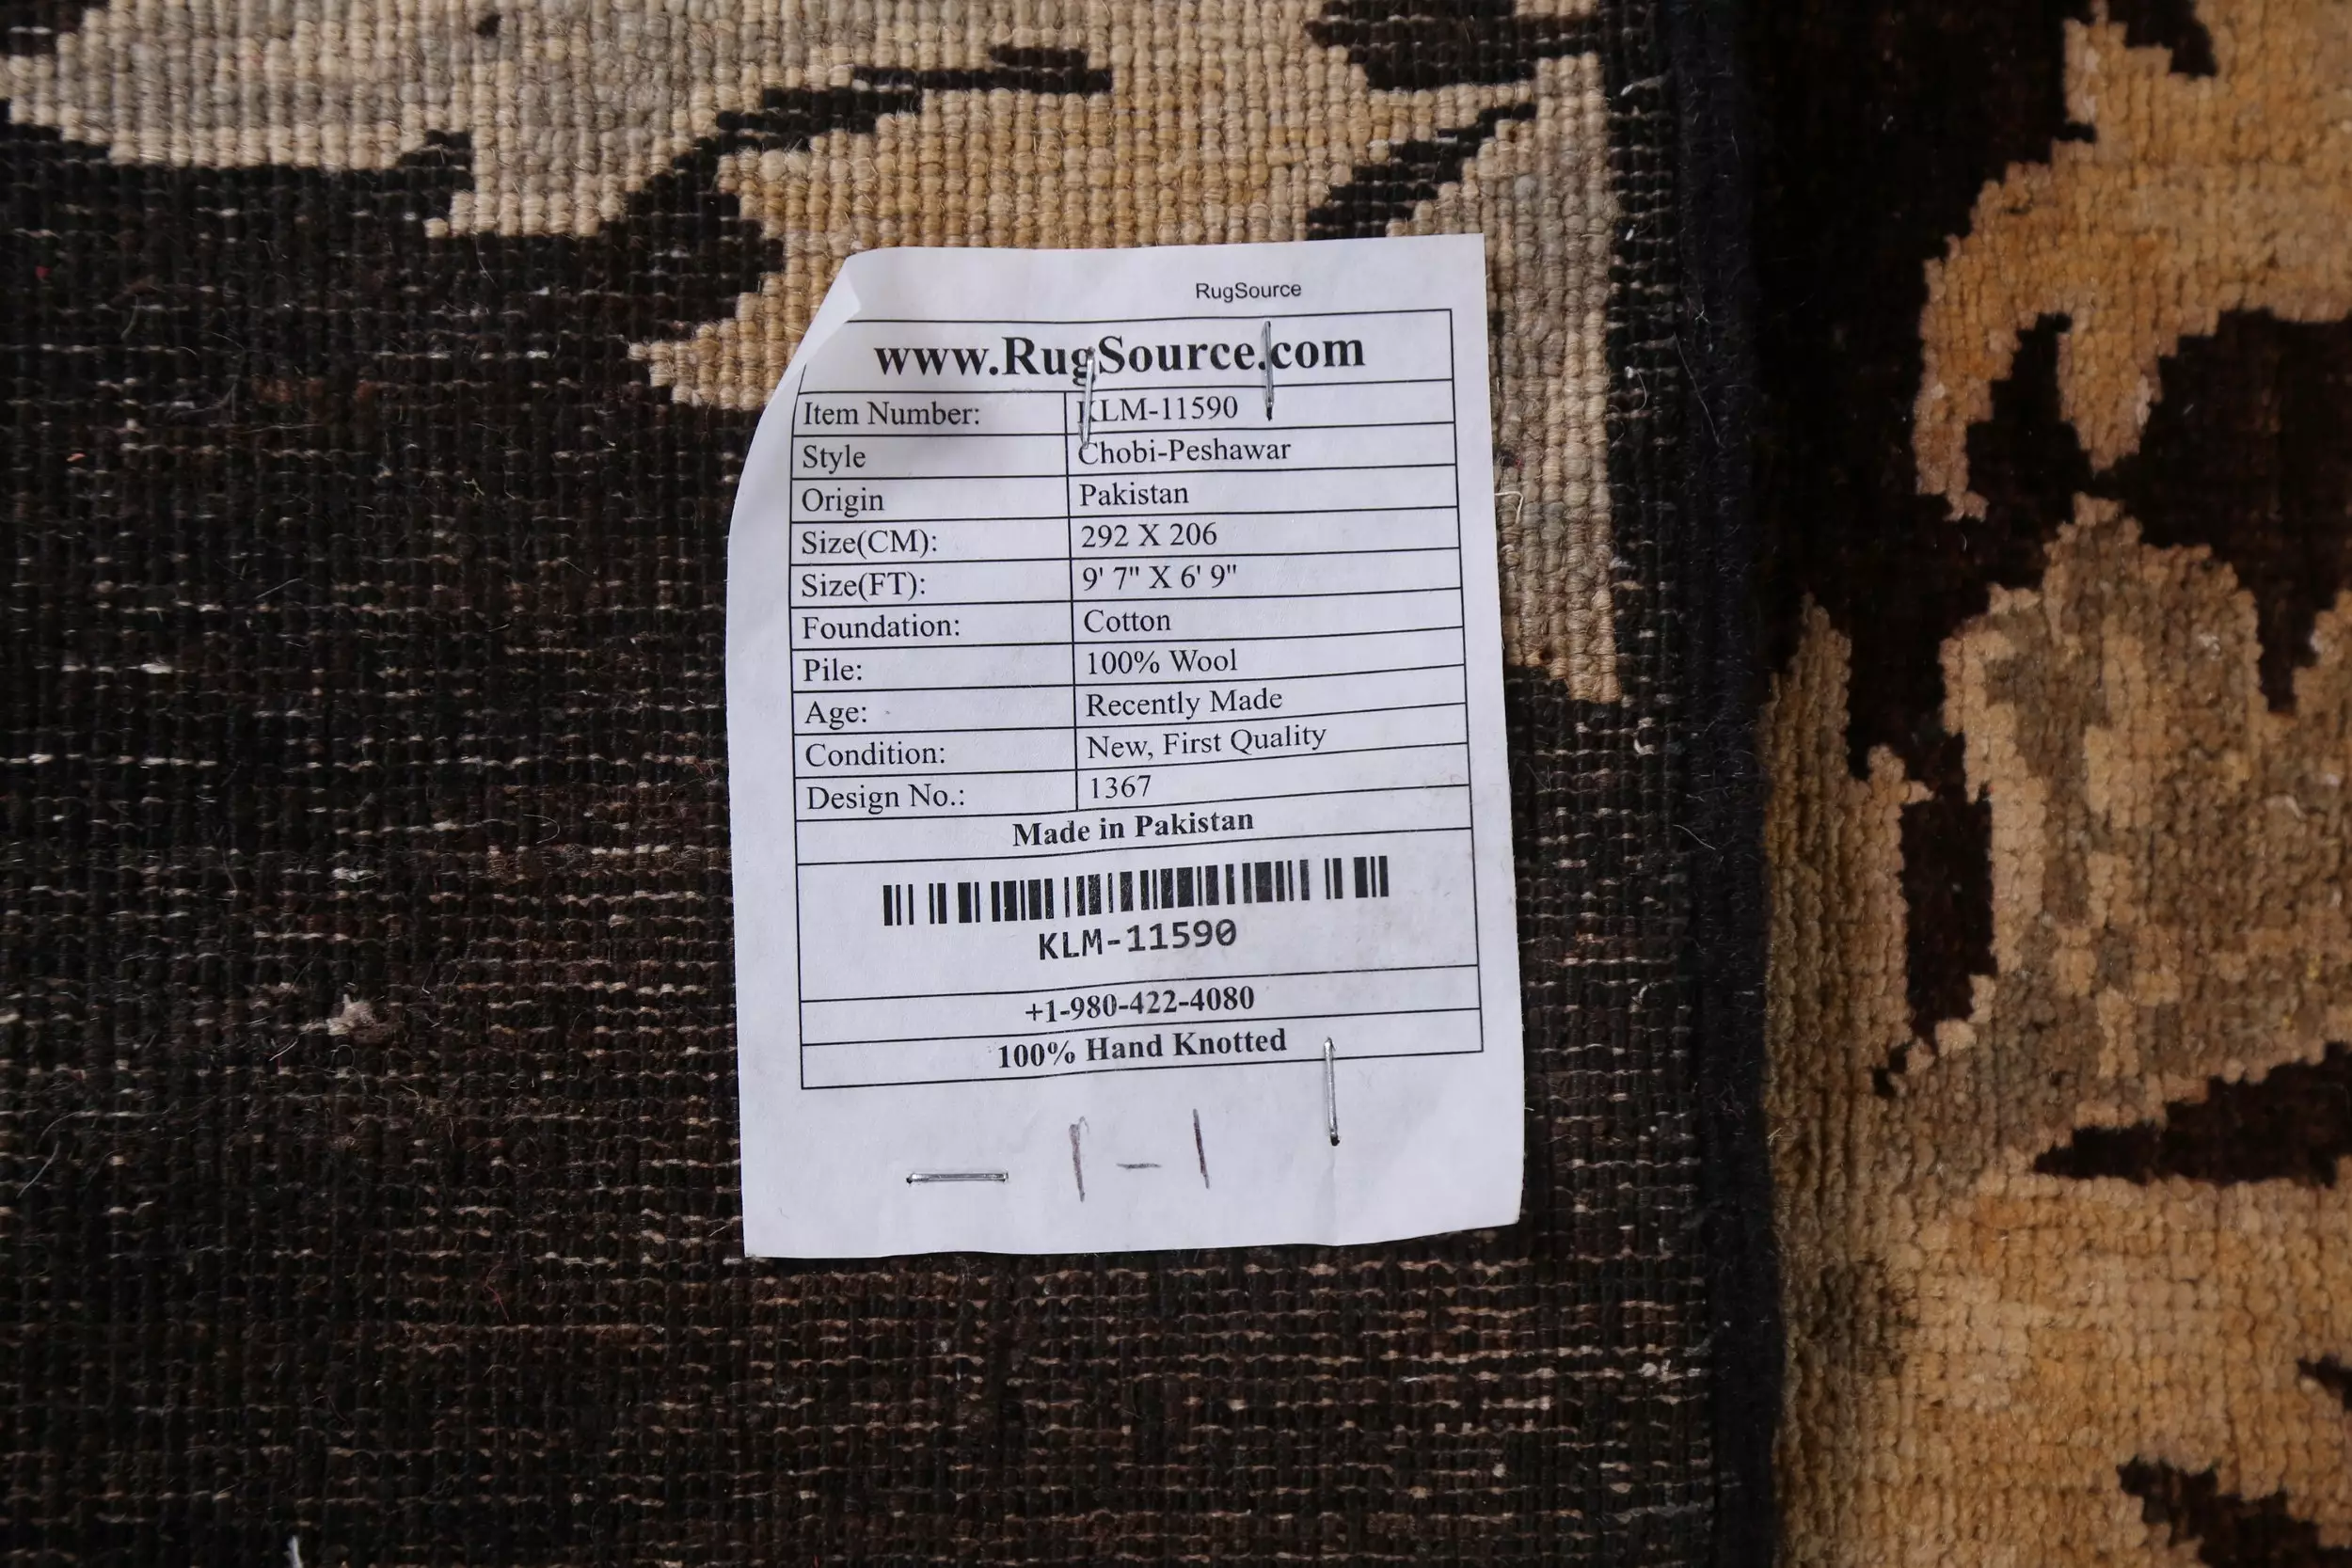 RugSource
www.RugSource.com
Item Number: KLM-11590
Style Chobi-Peshawar
Origin Pakistan
Size(CM): 292 X 206
Size(FT): 9' 7" X 6' 9"
Foundation: Cotton
Pile: 100% Wool
Age: Recently Made
Condition: New, First Quality
Design No.: 1367
Made in Pakistan
KLM-11590
+1-980-422-4080
100% Hand Knotted